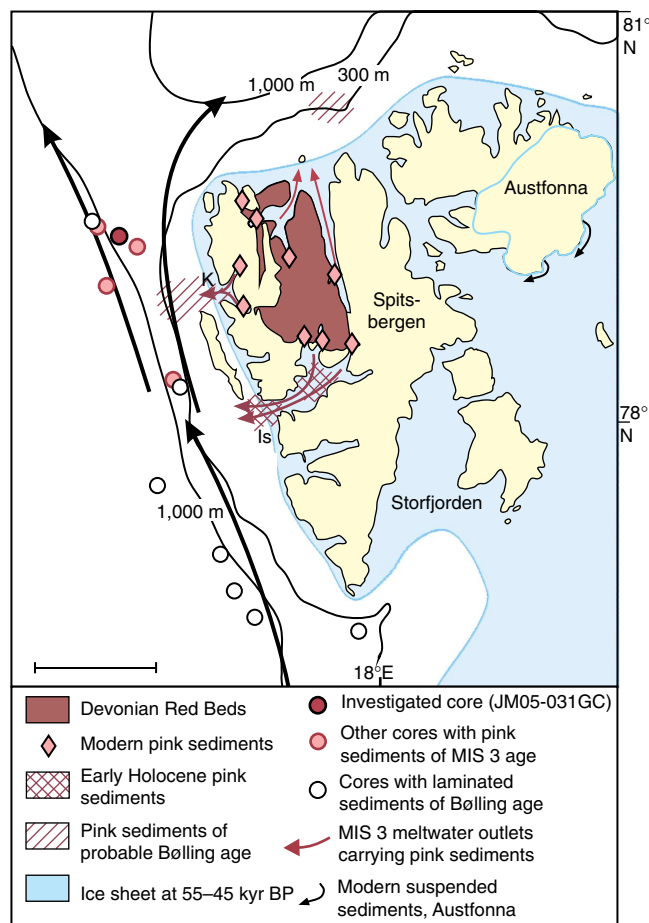 81°
N
1,000 m
300 m
Austfonna
K
Spits-
bergen
78°
N
Is
Storfjorden
1,000 m
18°E
Devonian Red Beds
Modern pink sediments
Early Holocene pink
sediments
Pink sediments of
probable Bølling age
Ice sheet at 55–45 kyr BP
Investigated core (JM05-031GC)
Other cores with pink
sediments of MIS 3 age
Cores with laminated
sediments of Bølling age
MIS 3 meltwater outlets
carrying pink sediments
Modern suspended
sediments, Austfonna